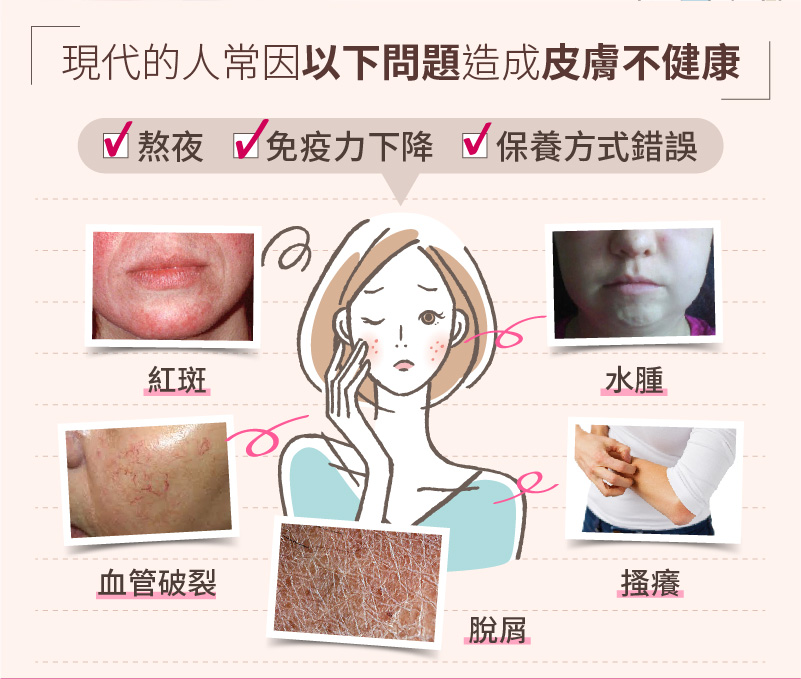 現代的人常因以下問題造成皮膚不健康
熬夜 免疫力下降 保養方式錯誤
紅斑
水腫
血管破裂
搔癢
脫屑